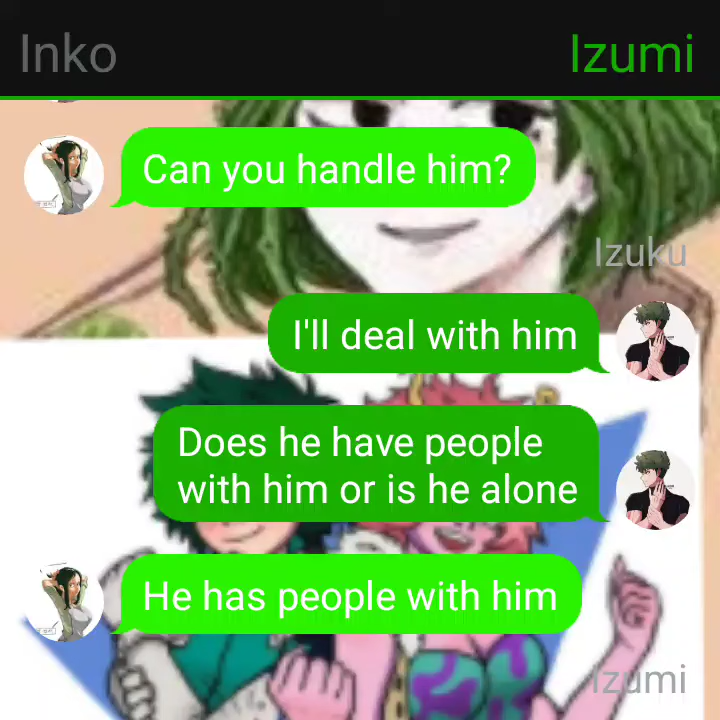 Inko
Izumi
Can you handle him?
Izuku
I'll deal with him
Does he have people
with him or is he alone
He has people with him
Izumi